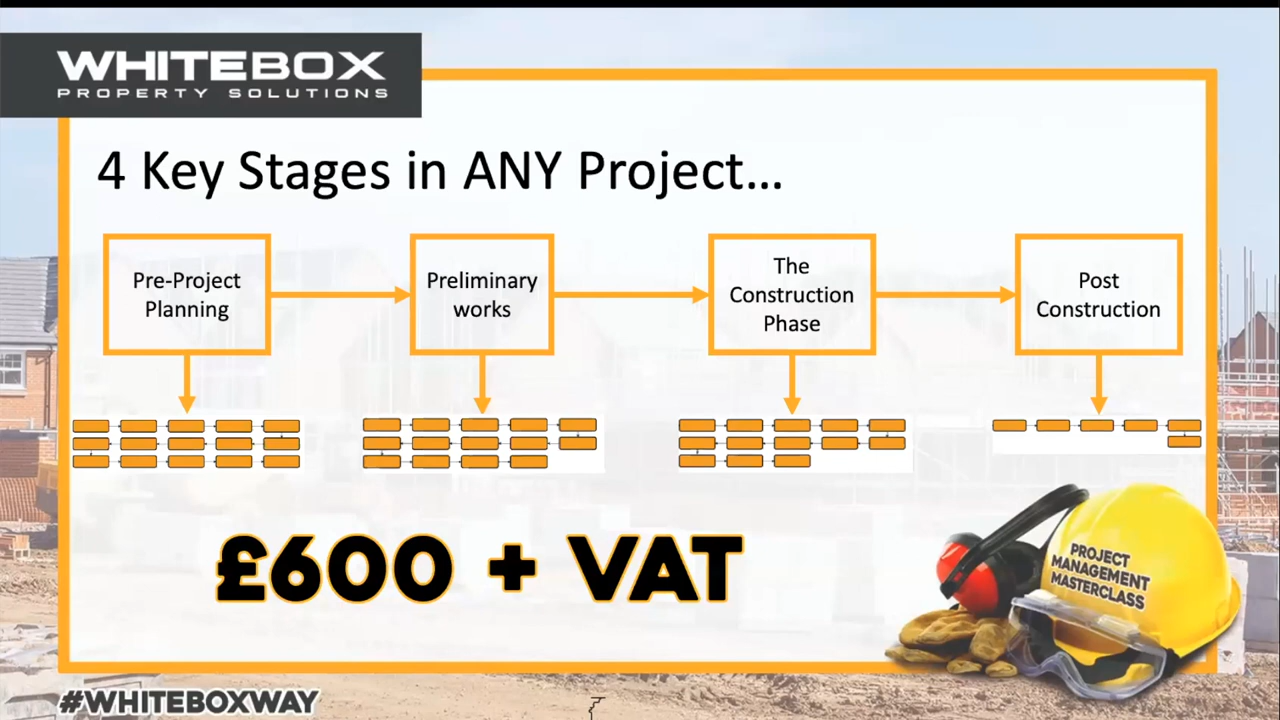 WHITEBOX
PROPERTY SOLUTIONS
4 Key Stages in ANY Project...
Pre-Project
Planning
Preliminary
works
The
Construction
Phase
Post
Construction
£600 + VAT
PROJECT
MANAGEMENT
MASTERCLASS
#WHITEBOXWAY